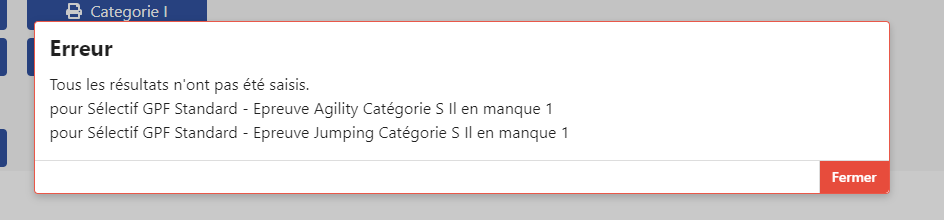 Categorie I
Erreur
Tous les résultats n'ont pas été saisis.
pour Sélectif GPF Standard - Epreuve Agility Catégorie S Il en manque 1
pour Sélectif GPF Standard - Epreuve Jumping Catégorie S Il en manque 1
Fermer